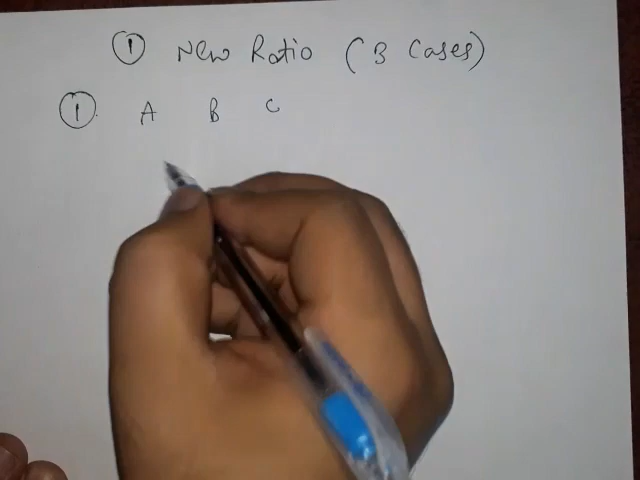 ① New Ratio (3 Cases)
①. A B C